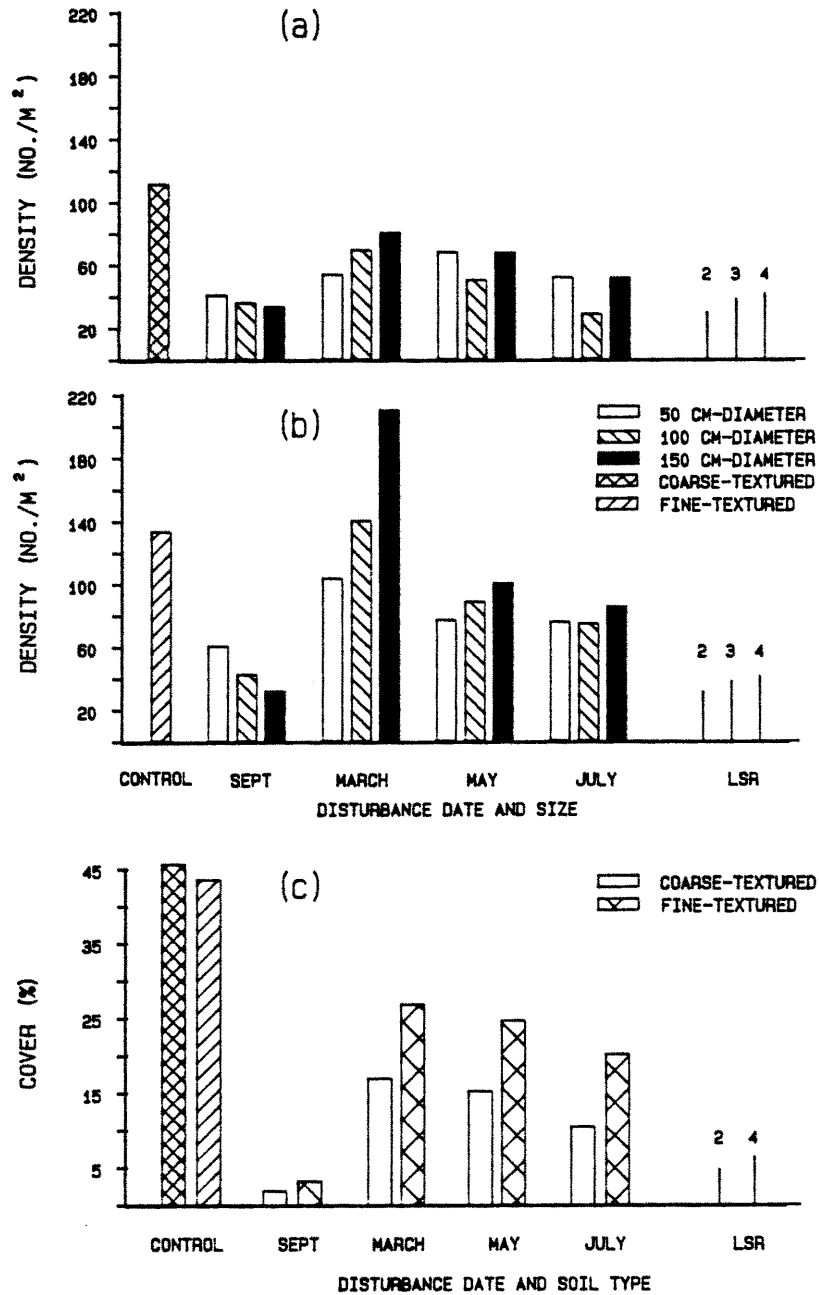 (a)
DENSITY (NO./M²)
220
180
140
100
60
20
2 3 4
(b)
DENSITY (NO./M²)
220
180
140
100
60
20
50 CM-DIAMETER
100 CM-DIAMETER
150 CM-DIAMETER
COARSE-TEXTURED
FINE-TEXTURED
2 3 4
CONTROL SEPT MARCH MAY JULY LSR
DISTURBANCE DATE AND SIZE
(c)
COVER (%)
45
35
25
15
5
COARSE-TEXTURED
FINE-TEXTURED
2 4
CONTROL SEPT MARCH MAY JULY LSR
DISTURBANCE DATE AND SOIL TYPE